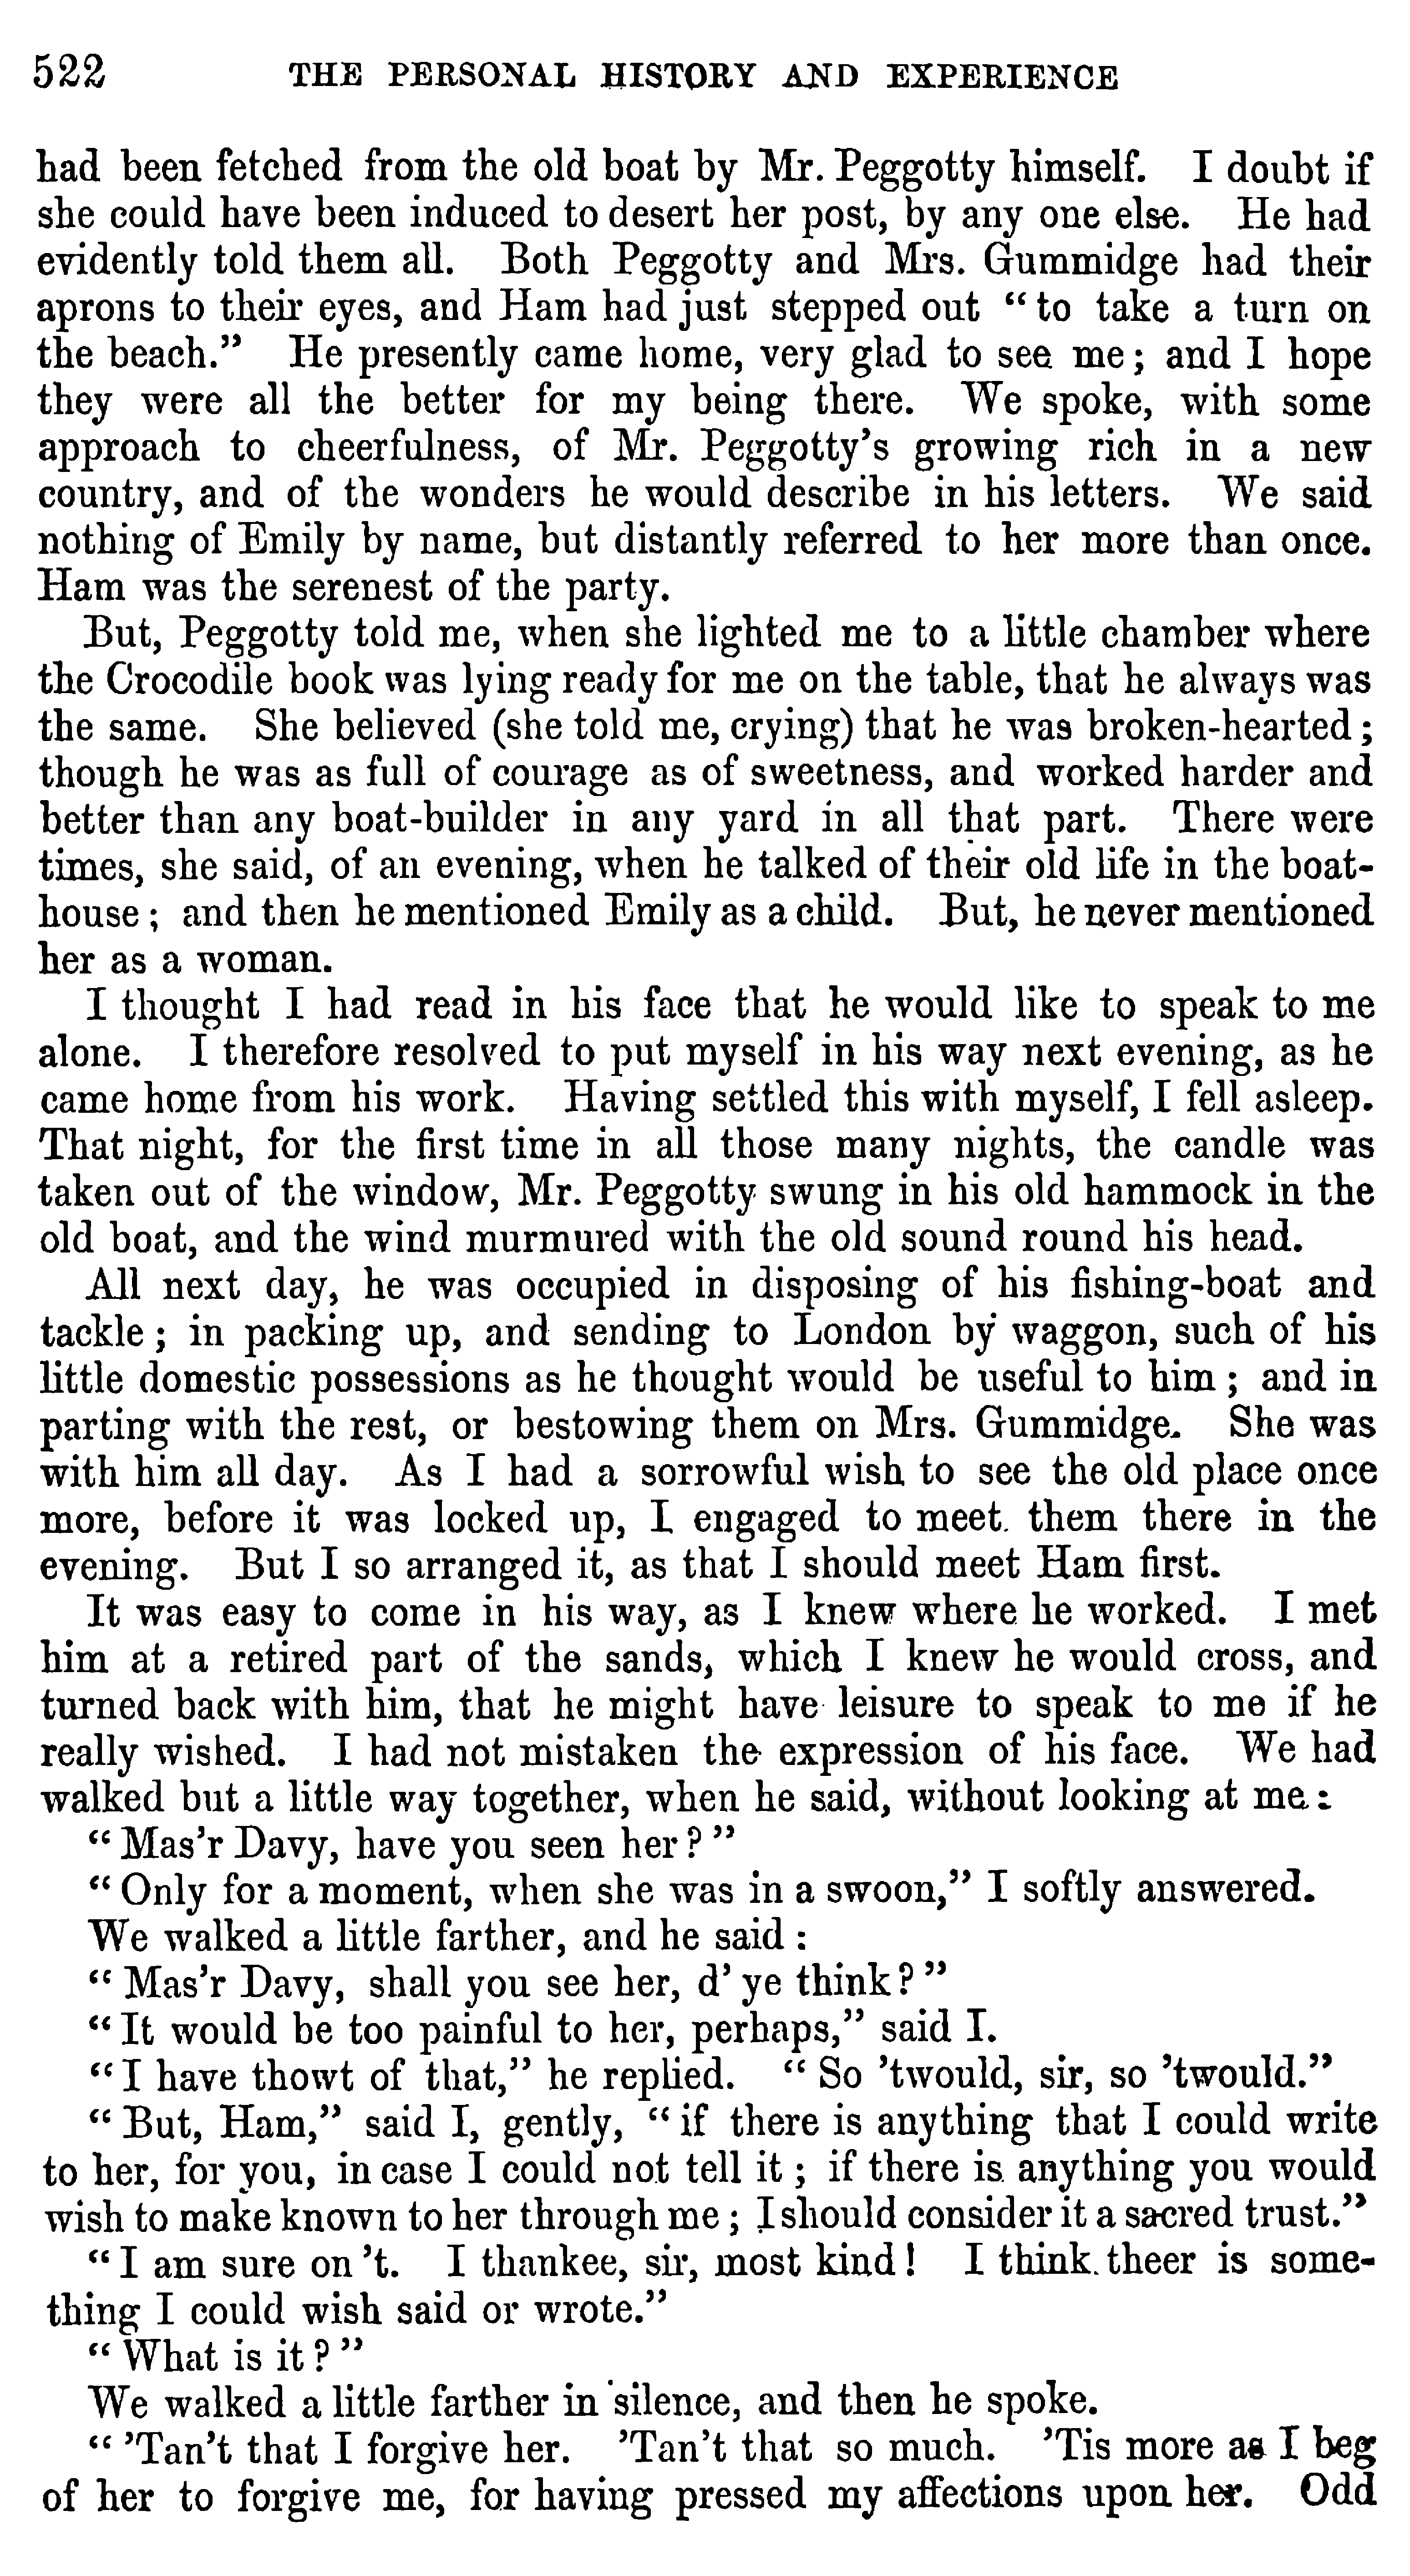 522 THE PERSONAL HISTORY AND EXPERIENCE
had been fetched from the old boat by Mr. Peggotty himself. I doubt if
she could have been induced to desert her post, by any one else. He had
evidently told them all. Both Peggotty and Mrs. Gummidge had their
aprons to their eyes, and Ham had just stepped out “to take a turn on
the beach.” He presently came home, very glad to see me; and I hope
they were all the better for my being there. We spoke, with some
approach to cheerfulness, of Mr. Peggotty’s growing rich in a new
country, and of the wonders he would describe in his letters. We said
nothing of Emily by name, but distantly referred to her more than once.
Ham was the serenest of the party.
But, Peggotty told me, when she lighted me to a little chamber where
the Crocodile book was lying ready for me on the table, that he always was
the same. She believed (she told me, crying) that he was broken-hearted;
though he was as full of courage as of sweetness, and worked harder and
better than any boat-builder in any yard in all that part. There were
times, she said, of an evening, when he talked of their old life in the boat-
house; and then he mentioned Emily as a child. But, he never mentioned
her as a woman.
I thought I had read in his face that he would like to speak to me
alone. I therefore resolved to put myself in his way next evening, as he
came home from his work. Having settled this with myself, I fell asleep.
That night, for the first time in all those many nights, the candle was
taken out of the window, Mr. Peggotty swung in his old hammock in the
old boat, and the wind murmured with the old sound round his head.
All next day, he was occupied in disposing of his fishing-boat and
tackle; in packing up, and sending to London by waggon, such of his
little domestic possessions as he thought would be useful to him; and in
parting with the rest, or bestowing them on Mrs. Gummidge. She was
with him all day. As I had a sorrowful wish to see the old place once
more, before it was locked up, I engaged to meet them there in the
evening. But I so arranged it, as that I should meet Ham first.
It was easy to come in his way, as I knew where he worked. I met
him at a retired part of the sands, which I knew he would cross, and
turned back with him, that he might have leisure to speak to me if he
really wished. I had not mistaken the expression of his face. We had
walked but a little way together, when he said, without looking at me:
“Mas’r Davy, have you seen her?”
“Only for a moment, when she was in a swoon,” I softly answered.
We walked a little farther, and he said:
“Mas’r Davy, shall you see her, d’ ye think?”
“It would be too painful to her, perhaps,” said I.
“I have thowt of that,” he replied. “So ’twould, sir, so ’twould.”
“But, Ham,” said I, gently, “if there is anything that I could write
to her, for you, in case I could not tell it; if there is anything you would
wish to make known to her through me; I should consider it a sacred trust.”
“I am sure on ’t. I thankee, sir, most kind! I think theer is some-
thing I could wish said or wrote.”
“What is it?”
We walked a little farther in silence, and then he spoke.
“’Tan’t that I forgive her. ’Tan’t that so much. ’Tis more as I beg
of her to forgive me, for having pressed my affections upon her. Odd